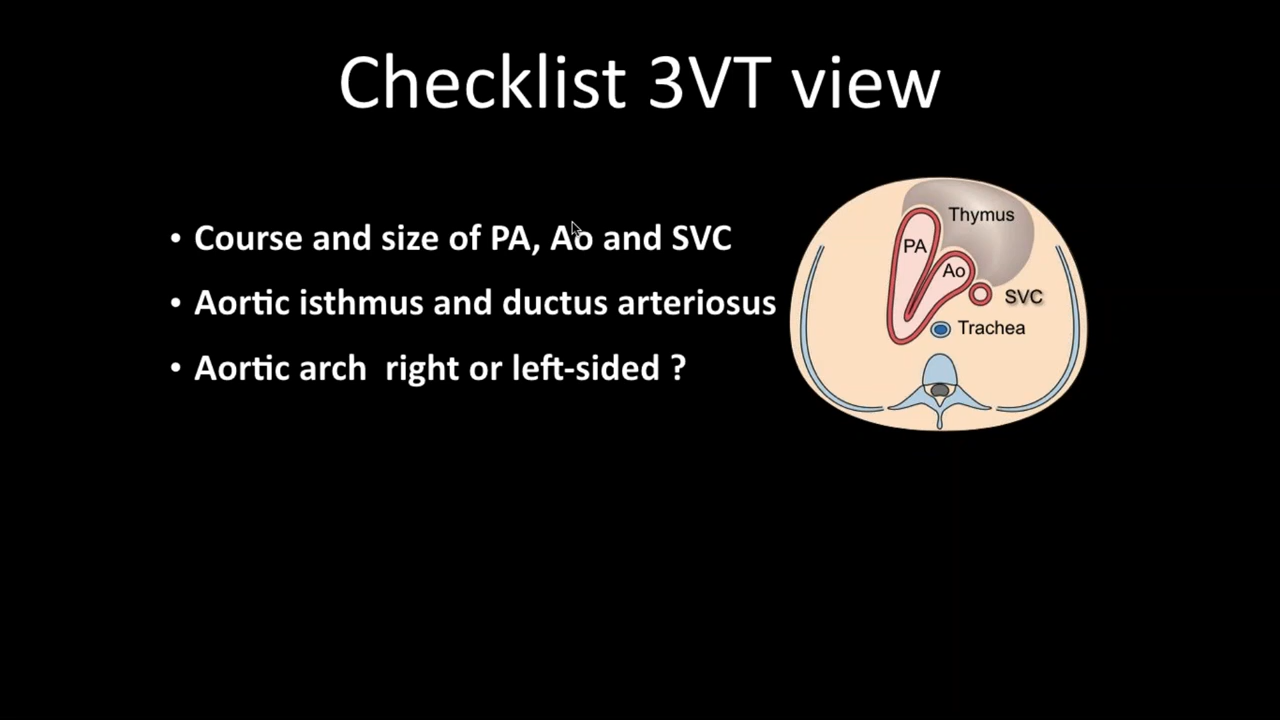 Checklist 3VT view
• Course and size of PA, Ao and SVC
• Aortic isthmus and ductus arteriosus
• Aortic arch  right or left-sided ?
Thymus
PA
Ao
SVC
Trachea